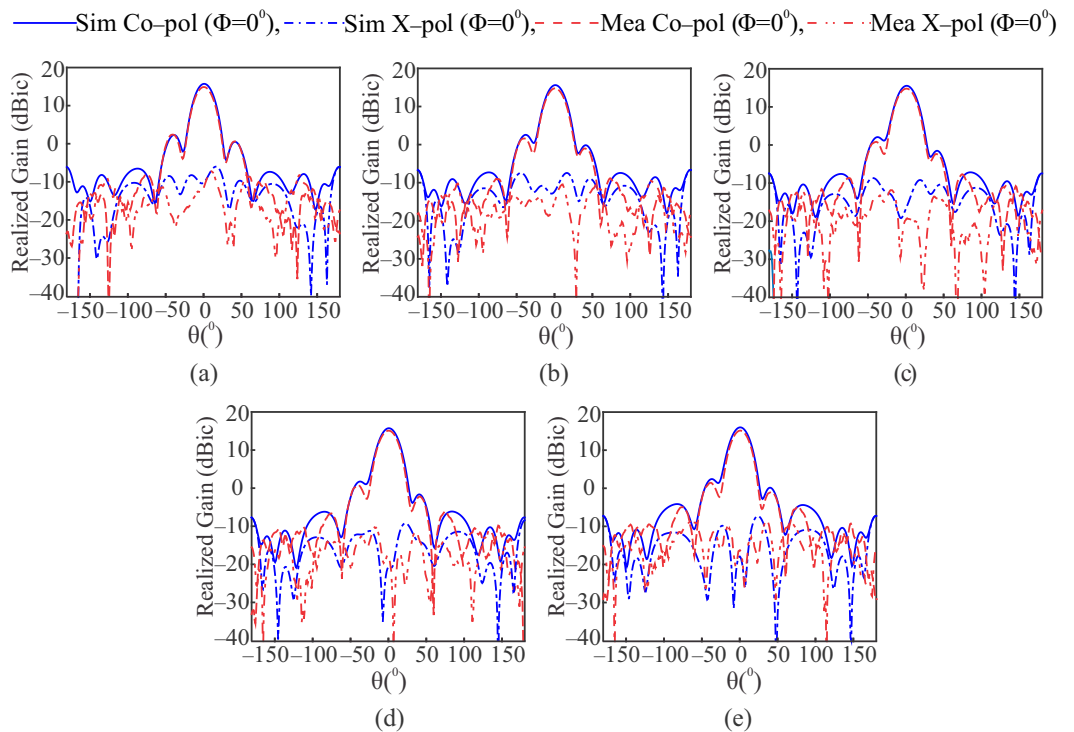 Sim Co–pol (Φ=0⁰), Sim X–pol (Φ=0⁰), Mea Co–pol (Φ=0⁰), Mea X–pol (Φ=0⁰)
Realized Gain (dBic)
20
10
0
–10
–20
–30
–40
–150 –100 –50 0 50 100 150
θ(⁰)
(a)
Realized Gain (dBic)
20
10
0
–10
–20
–30
–40
–150 –100 –50 0 50 100 150
θ(⁰)
(b)
Realized Gain (dBic)
20
10
0
–10
–20
–30
–40
–150 –100 –50 0 50 100 150
θ(⁰)
(c)
Realized Gain (dBic)
20
10
0
–10
–20
–30
–40
–150 –100 –50 0 50 100 150
θ(⁰)
(d)
Realized Gain (dBic)
20
10
0
–10
–20
–30
–40
–150 –100 –50 0 50 100 150
θ(⁰)
(e)